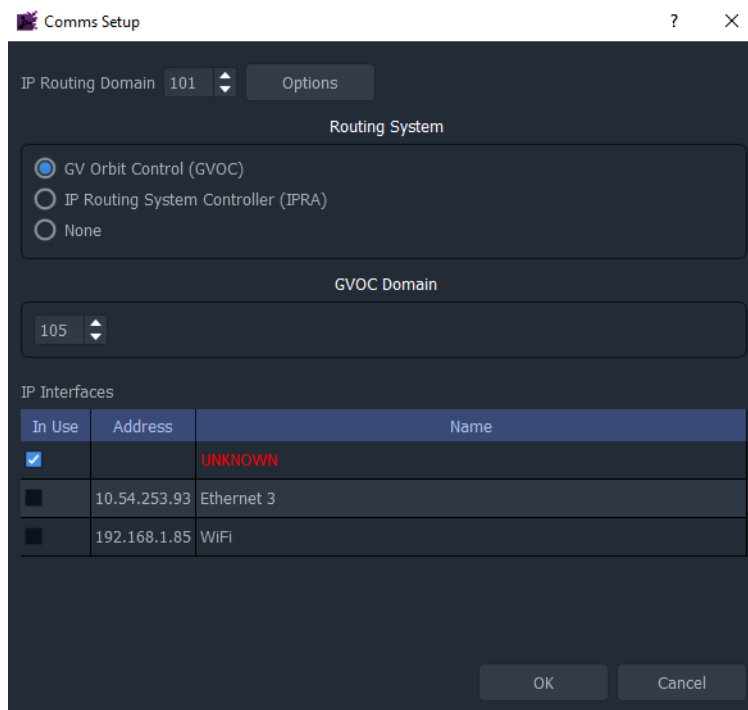 Comms Setup ?
IP Routing Domain 101 Options
Routing System
GV Orbit Control (GVOC)
IP Routing System Controller (IPRA)
None
GVOC Domain
105
IP Interfaces
In Use Address Name
UNKNOWN
10.54.253.93 Ethernet 3
192.168.1.85 WiFi
OK Cancel